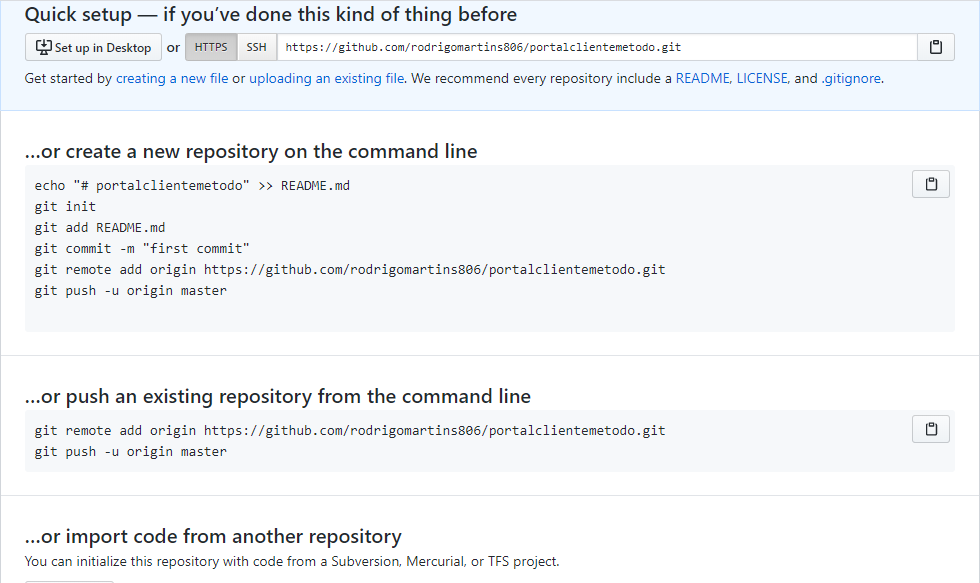 Quick setup — if you’ve done this kind of thing before
Set up in Desktop or HTTPS SSH https://github.com/rodrigomartins806/portalclientemetodo.git
Get started by creating a new file or uploading an existing file. We recommend every repository include a README, LICENSE, and .gitignore.
…or create a new repository on the command line
echo "# portalclientemetodo" >> README.md
git init
git add README.md
git commit -m "first commit"
git remote add origin https://github.com/rodrigomartins806/portalclientemetodo.git
git push -u origin master
…or push an existing repository from the command line
git remote add origin https://github.com/rodrigomartins806/portalclientemetodo.git
git push -u origin master
…or import code from another repository
You can initialize this repository with code from a Subversion, Mercurial, or TFS project.